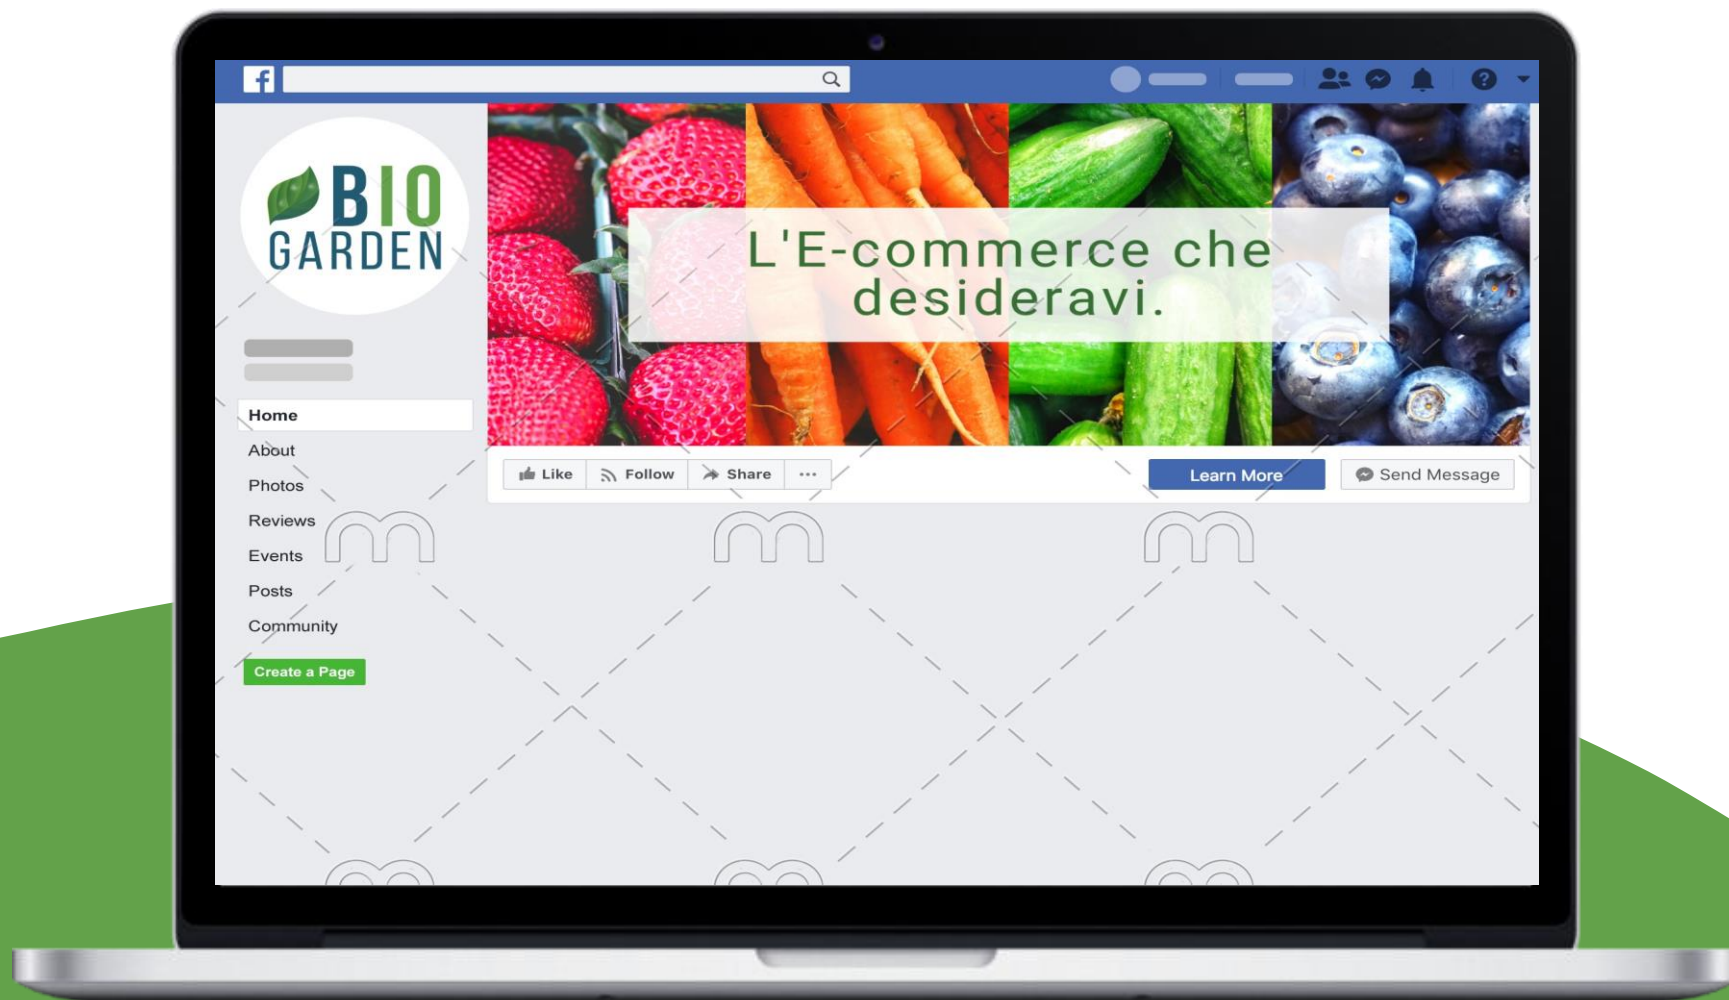 BIO
GARDEN
L'E-commerce che
desideravi.
Home
About
Photos
Reviews
Events
Posts
Community
Create a Page
Like
Follow
Share
Learn More
Send Message